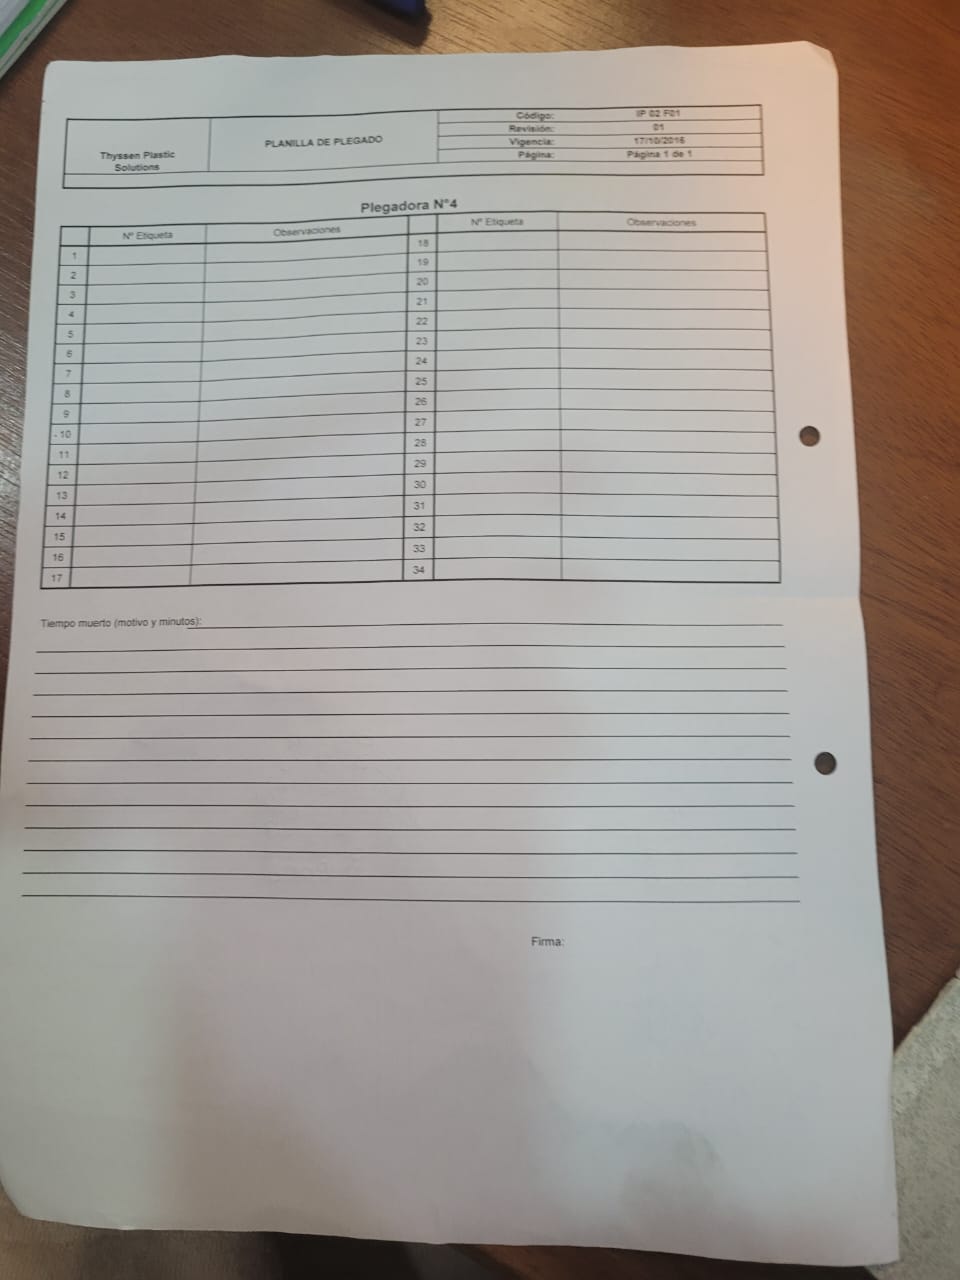 Thyssen Plastic
Solutions
PLANILLA DE PLEGADO
Código: IP 02 F01
Revisión: 01
Vigencia: 17/10/2016
Página: Página 1 de 1
Plegadora N°4
N° Etiqueta Observaciones N° Etiqueta Observaciones
1 18
2 19
3 20
4 21
5 22
6 23
7 24
8 25
9 26
10 27
11 28
12 29
13 30
14 31
15 32
16 33
17 34
Tiempo muerto (motivo y minutos):
Firma: